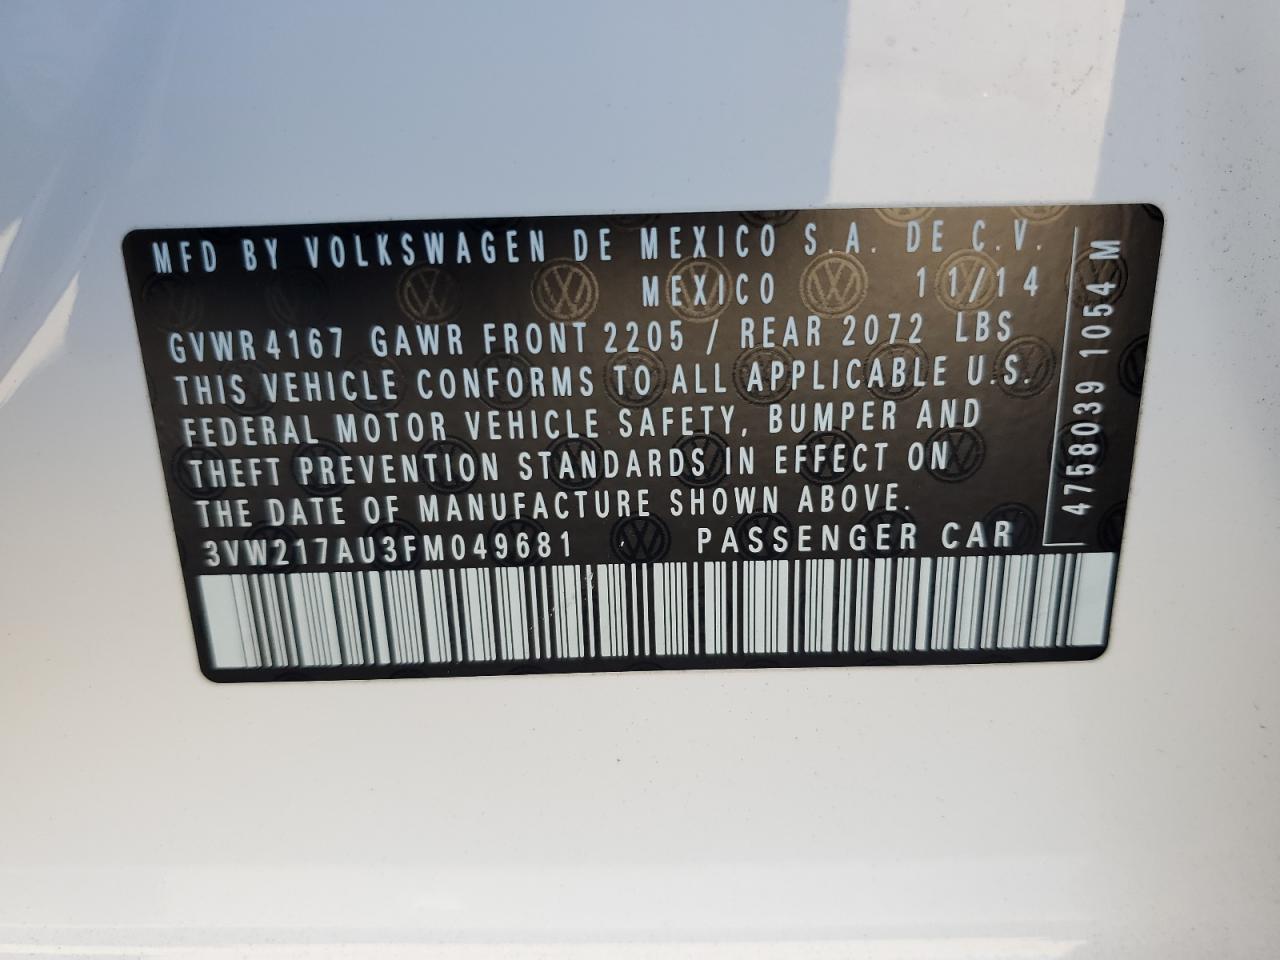 MFD BY VOLKSWAGEN DE MEXICO S.A. DE C.V.
MEXICO 11/14
GVWR 4167 GAWR FRONT 2205 / REAR 2072 LBS
THIS VEHICLE CONFORMS TO ALL APPLICABLE U.S.
FEDERAL MOTOR VEHICLE SAFETY, BUMPER AND
THEFT PREVENTION STANDARDS IN EFFECT ON
THE DATE OF MANUFACTURE SHOWN ABOVE.
3VW217AU3FM049681 PASSENGER CAR
4758039 1054 M